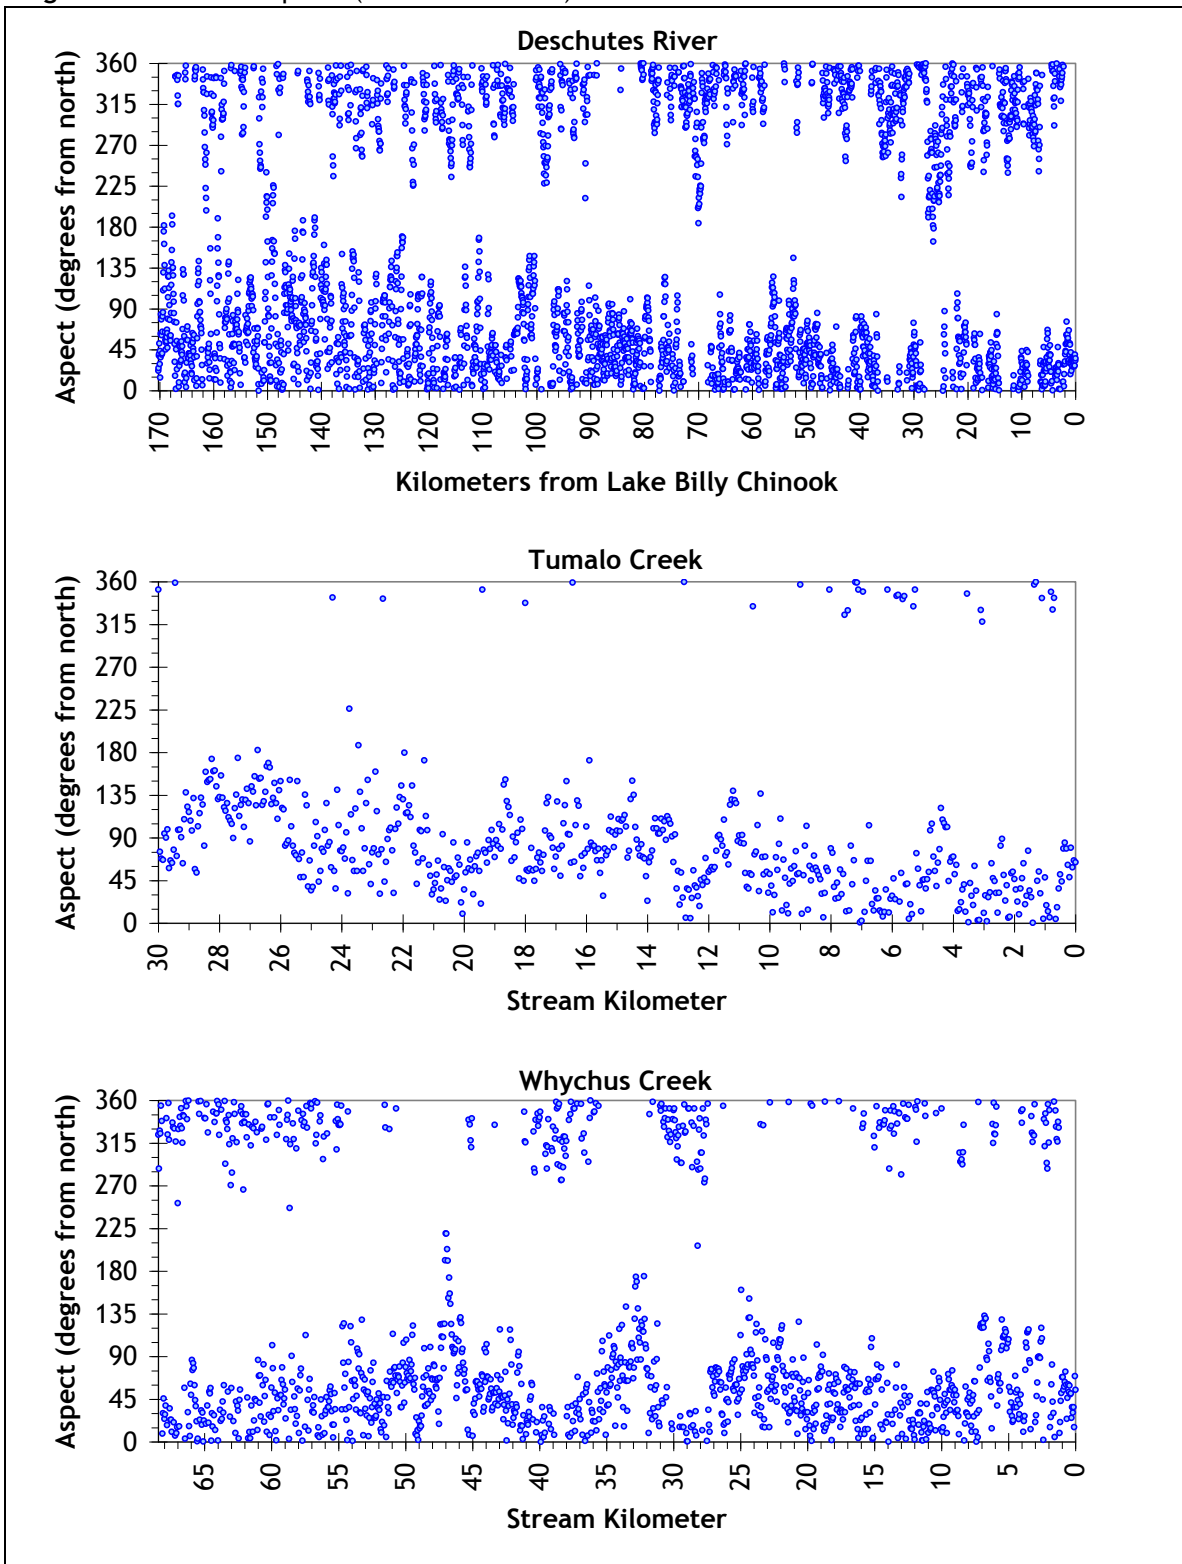 Deschutes River
360
315
270
225
180
135
90
45
0
Aspect (degrees from north)
170 160 150 140 130 120 110 100 90 80 70 60 50 40 30 20 10 0
Kilometers from Lake Billy Chinook
Tumalo Creek
360
315
270
225
180
135
90
45
0
Aspect (degrees from north)
30 28 26 24 22 20 18 16 14 12 10 8 6 4 2 0
Stream Kilometer
Whychus Creek
360
315
270
225
180
135
90
45
0
Aspect (degrees from north)
65 60 55 50 45 40 35 30 25 20 15 10 5 0
Stream Kilometer